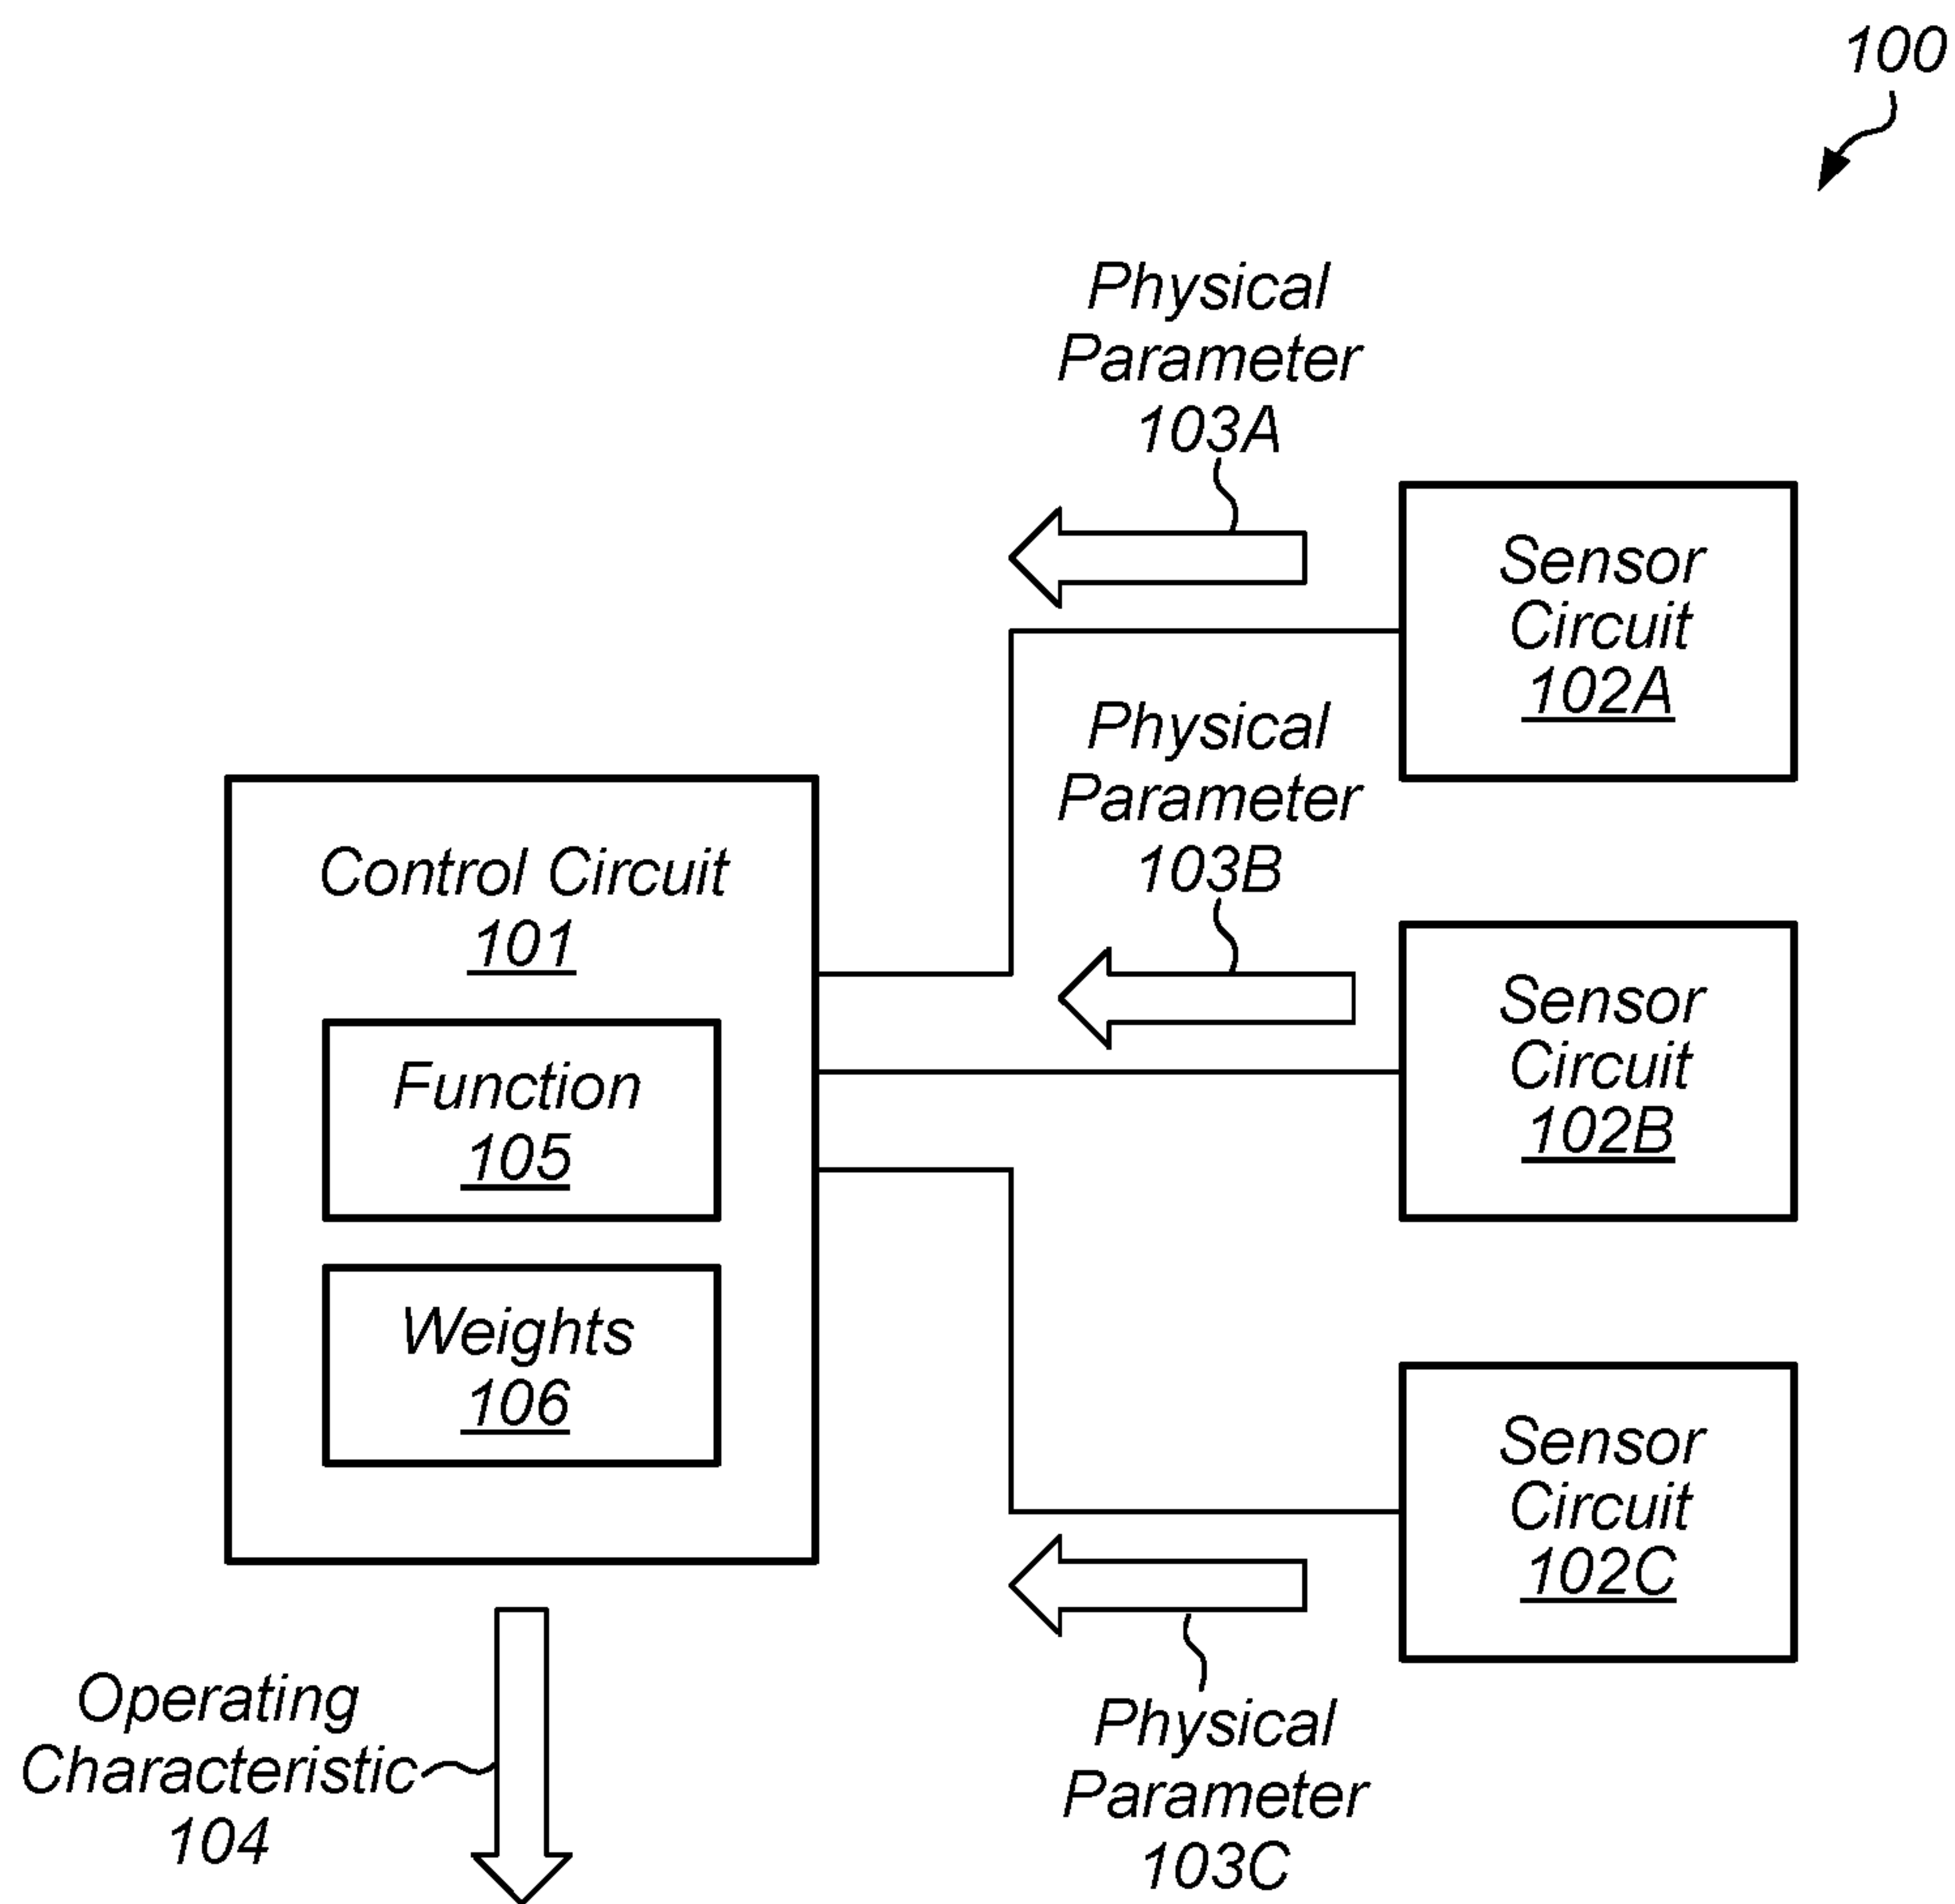 100
Physical
Parameter
103A
Sensor
Circuit
102A
Physical
Parameter
103B
Control Circuit
101
Sensor
Circuit
102B
Function
105
Weights
106
Sensor
Circuit
102C
Operating
Characteristic
104
Physical
Parameter
103C